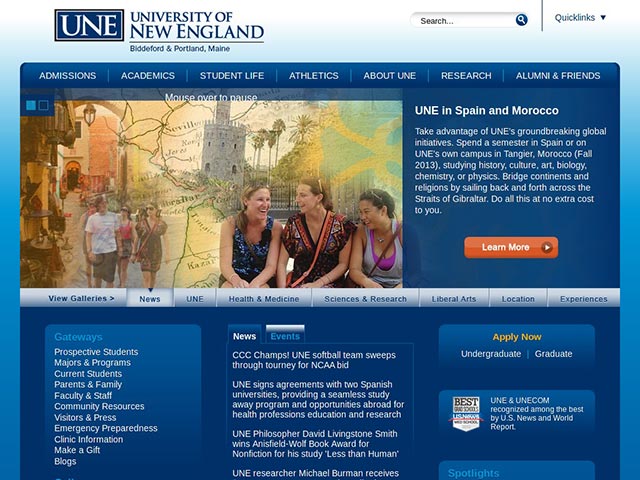 UNE
UNIVERSITY OF
NEW ENGLAND
Biddeford & Portland, Maine
Search...
Quicklinks
ADMISSIONS
ACADEMICS
STUDENT LIFE
ATHLETICS
ABOUT UNE
RESEARCH
ALUMNI & FRIENDS
Mouse over to pause
Sevilla
UNE in Spain and Morocco
Take advantage of UNE's groundbreaking global
initiatives. Spend a semester in Spain or on
UNE's own campus in Tangier, Morocco (Fall
2013), studying history, culture, art, biology,
chemistry, or physics. Bridge continents and
religions by sailing back and forth across the
Straits of Gibraltar. Do all this at no extra cost
to you.
Learn More
View Galleries >
News
UNE
Health & Medicine
Sciences & Research
Liberal Arts
Location
Experiences
Gateways
Prospective Students
Majors & Programs
Current Students
Parents & Family
Faculty & Staff
Community Resources
Visitors & Press
Emergency Preparedness
Clinic Information
Make a Gift
Blogs
News
Events
CCC Champs! UNE softball team sweeps
through tourney for NCAA bid
UNE signs agreements with two Spanish
universities, providing a seamless study
away program and opportunities abroad for
health professions education and research
UNE Philosopher David Livingstone Smith
wins Anisfield-Wolf Book Award for
Nonfiction for his study 'Less than Human'
UNE researcher Michael Burman receives
Apply Now
Undergraduate | Graduate
BEST
GRAD SCHOOLS
UNE & UNECOM
recognized among the best
by U.S. News and World
Report.
Spotlights